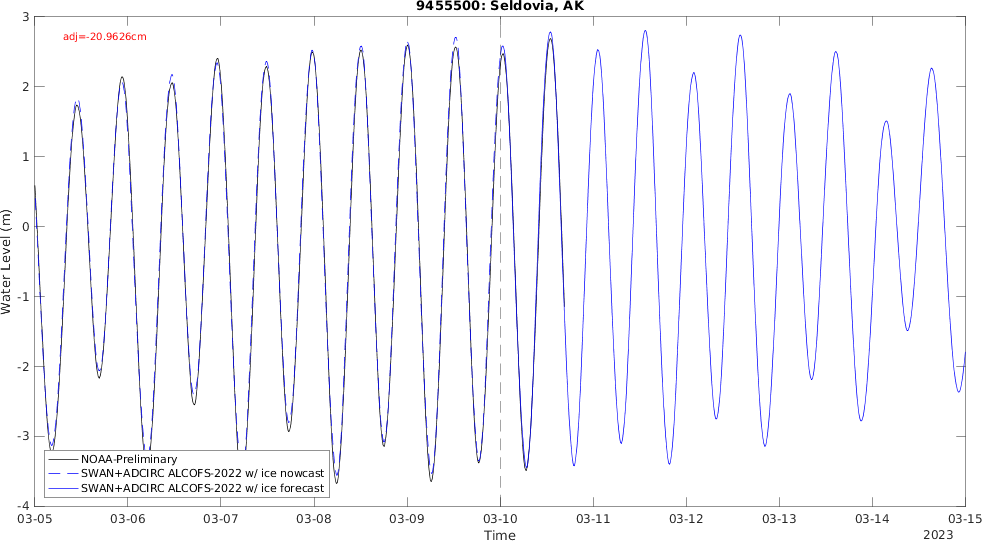 9455500: Seldovia, AK
adj=-20.9626cm
3
2
1
0
-1
-2
-3
-4
Water Level (m)
NOAA-Preliminary
SWAN+ADCIRC ALCOFS-2022 w/ ice nowcast
SWAN+ADCIRC ALCOFS-2022 w/ ice forecast
03-05 03-06 03-07 03-08 03-09 03-10 03-11 03-12 03-13 03-14 03-15
Time
2023